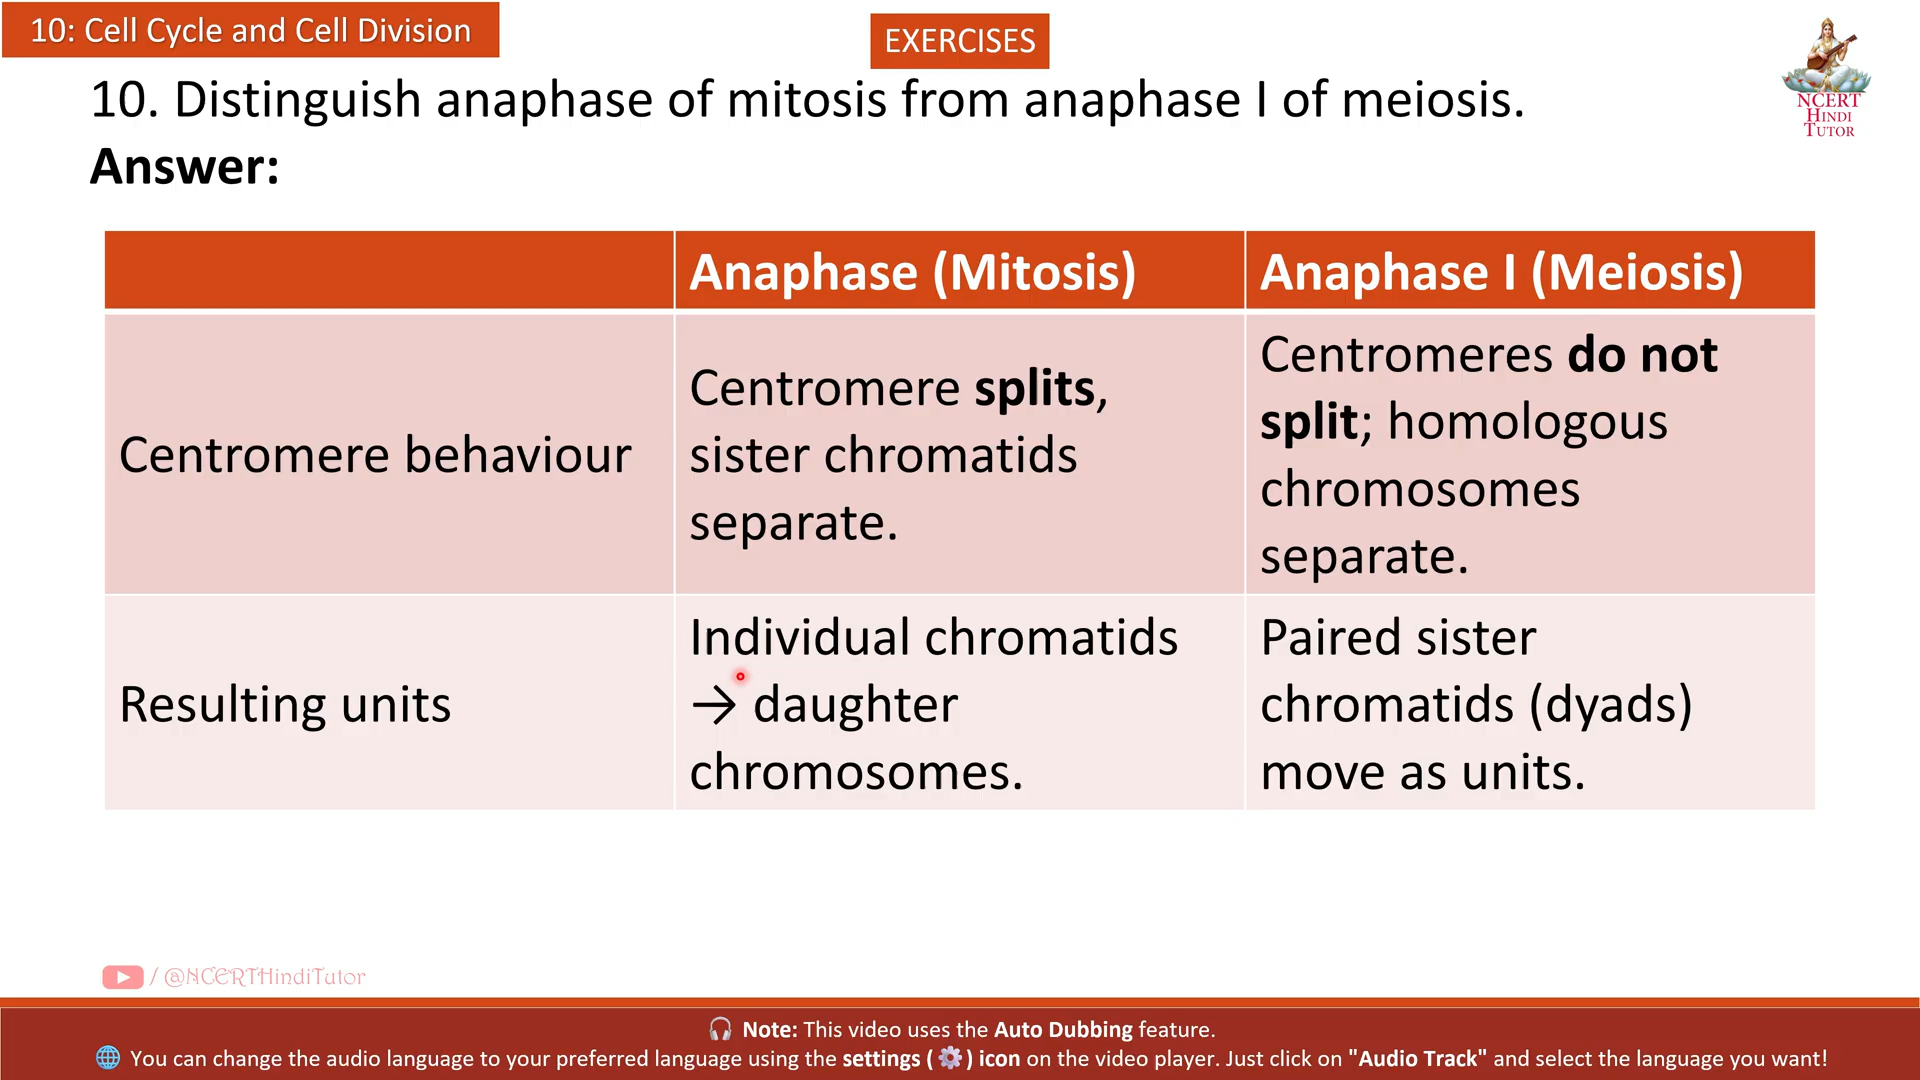 10: Cell Cycle and Cell Division
EXERCISES
NCERT
HINDI
TUTOR
10. Distinguish anaphase of mitosis from anaphase I of meiosis.
Answer:
Anaphase (Mitosis)
Anaphase I (Meiosis)
Centromere behaviour
Centromere splits,
sister chromatids
separate.
Centromeres do not
split; homologous
chromosomes
separate.
Resulting units
Individual chromatids
→ daughter
chromosomes.
Paired sister
chromatids (dyads)
move as units.
/ @NCERTHindiTutor
Note: This video uses the Auto Dubbing feature.
You can change the audio language to your preferred language using the settings ( ⚙ ) icon on the video player. Just click on "Audio Track" and select the language you want!